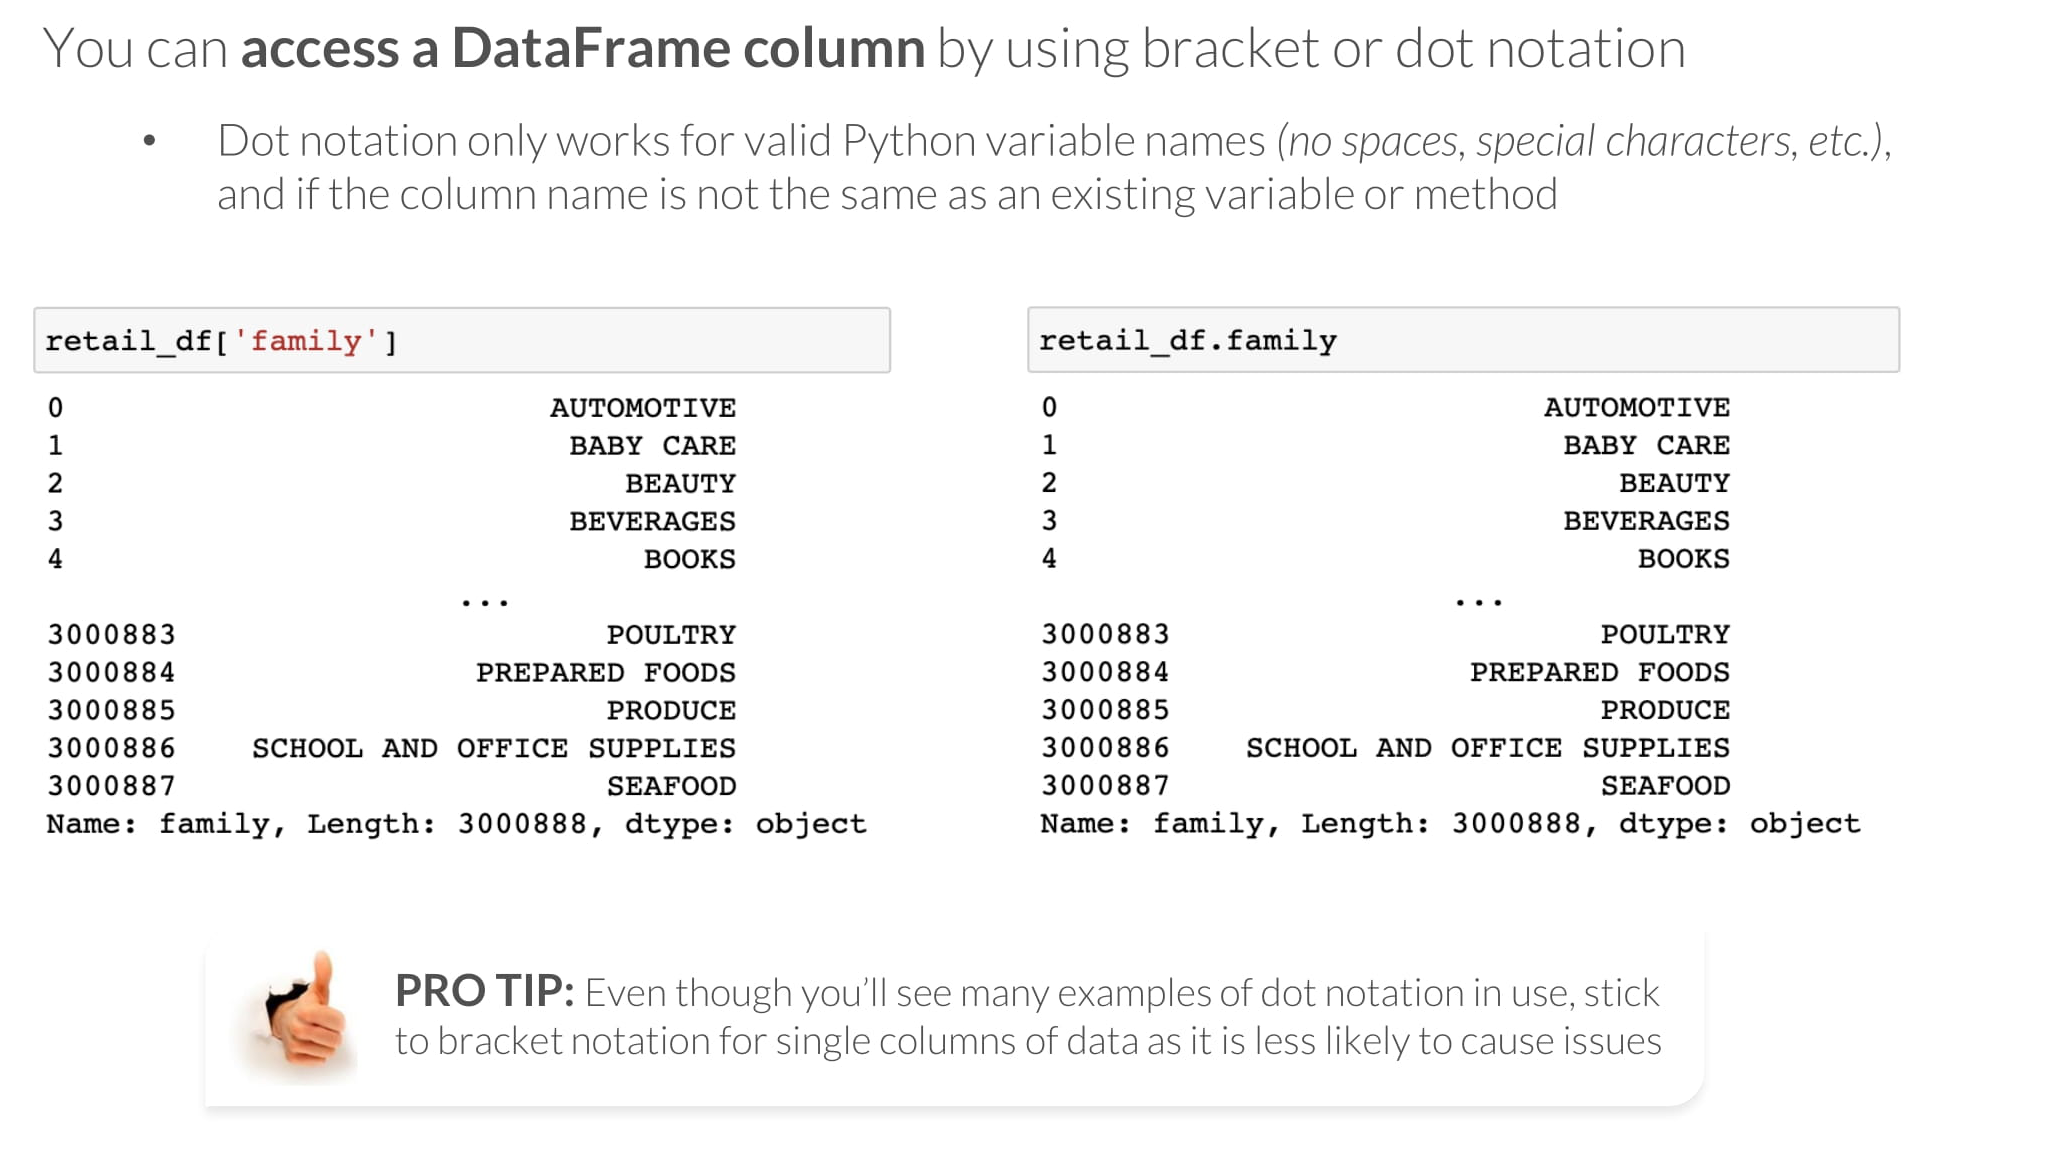 You can access a DataFrame column by using bracket or dot notation
• Dot notation only works for valid Python variable names (no spaces, special characters, etc.),
and if the column name is not the same as an existing variable or method
retail_df['family']
0 AUTOMOTIVE
1 BABY CARE
2 BEAUTY
3 BEVERAGES
4 BOOKS
...
3000883 POULTRY
3000884 PREPARED FOODS
3000885 PRODUCE
3000886 SCHOOL AND OFFICE SUPPLIES
3000887 SEAFOOD
Name: family, Length: 3000888, dtype: object
retail_df.family
0 AUTOMOTIVE
1 BABY CARE
2 BEAUTY
3 BEVERAGES
4 BOOKS
...
3000883 POULTRY
3000884 PREPARED FOODS
3000885 PRODUCE
3000886 SCHOOL AND OFFICE SUPPLIES
3000887 SEAFOOD
Name: family, Length: 3000888, dtype: object
PRO TIP: Even though you'll see many examples of dot notation in use, stick
to bracket notation for single columns of data as it is less likely to cause issues